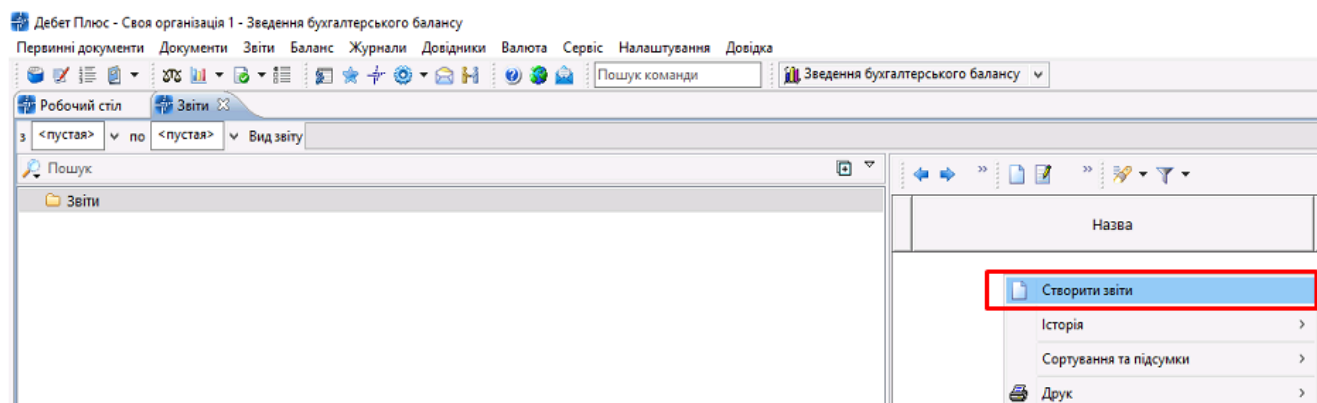 Дебет Плюс - Своя організація 1 - Зведення бухгалтерського балансу
Первинні документи Документи Звіти Баланс Журнали Довідники Валюта Сервіс Налаштування Довідка
Пошук команди Зведення бухгалтерського балансу
Робочий стіл Звіти
з <пустая> по <пустая> Вид звіту
Пошук
Звіти
Назва
Створити звіти
Історія
Сортування та підсумки
Друк